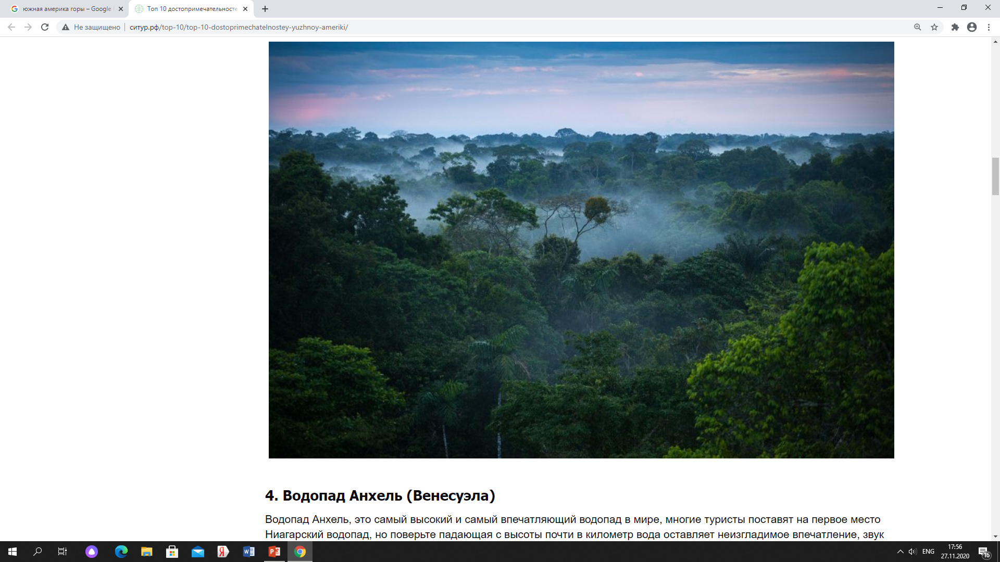 южная америка горы – Google
Топ 10 достопримечательносте
Не защищено
ситур.рф/top-10/top-10-dostoprimechatelnostey-yuzhnoy-ameriki/
4. Водопад Анхель (Венесуэла)
Водопад Анхель, это самый высокий и самый впечатляющий водопад в мире, многие туристы поставят на первое место
Ниагарский водопад, но поверьте падающая с высоты почти в километр вода оставляет неизгладимое впечатление, звук
ENG
17:56
27.11.2020
16